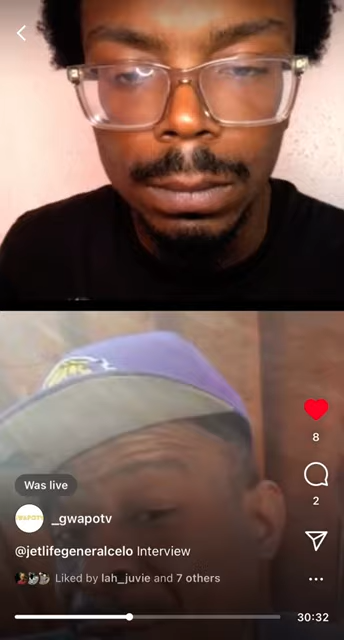 8
2
Was live
_gwapotv
@jetlifegeneralcelo Interview
Liked by lah_juvie and 7 others
30:32